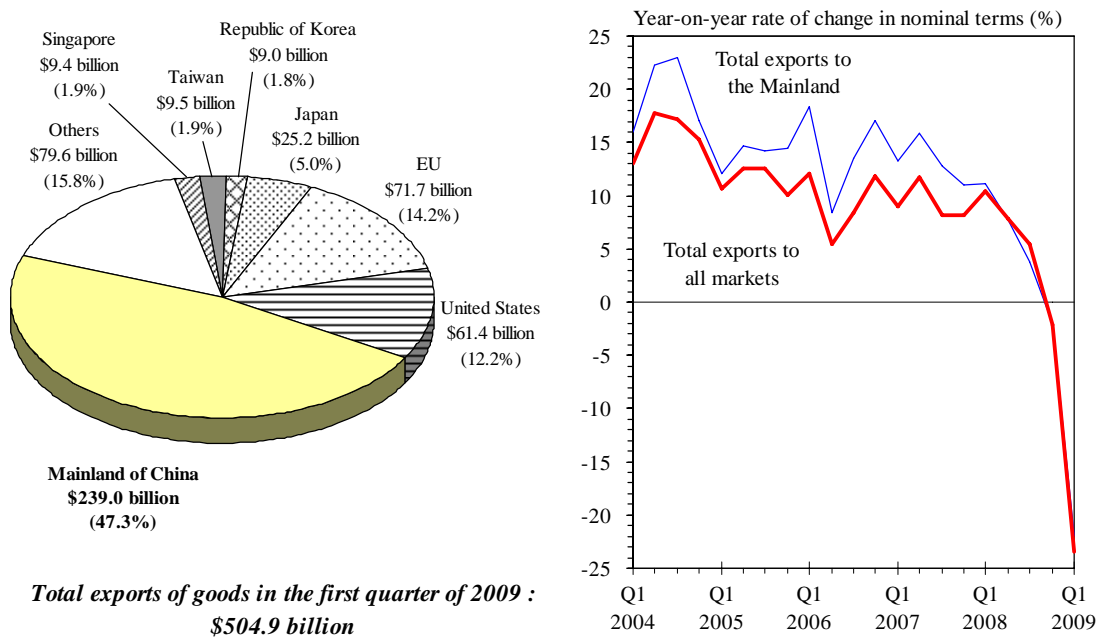 Singapore
$9.4 billion
(1.9%)
Republic of Korea
$9.0 billion
(1.8%)
Taiwan
$9.5 billion
(1.9%)
Japan
$25.2 billion
(5.0%)
Others
$79.6 billion
(15.8%)
EU
$71.7 billion
(14.2%)
United States
$61.4 billion
(12.2%)
Mainland of China
$239.0 billion
(47.3%)
Total exports of goods in the first quarter of 2009 :
$504.9 billion
Year-on-year rate of change in nominal terms (%)
25
20
15
10
5
0
-5
-10
-15
-20
-25
Total exports to
the Mainland
Total exports to
all markets
Q1 Q1 Q1 Q1 Q1 Q1
2004 2005 2006 2007 2008 2009